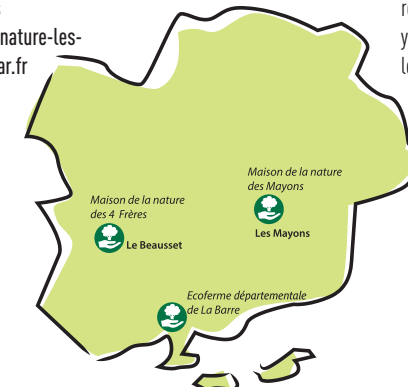 nature-les-
ar.fr
Maison de la nature
des Mayons
Les Mayons
Maison de la nature
des 4 Frères
Le Beausset
Ecoferme départementale
de La Barre